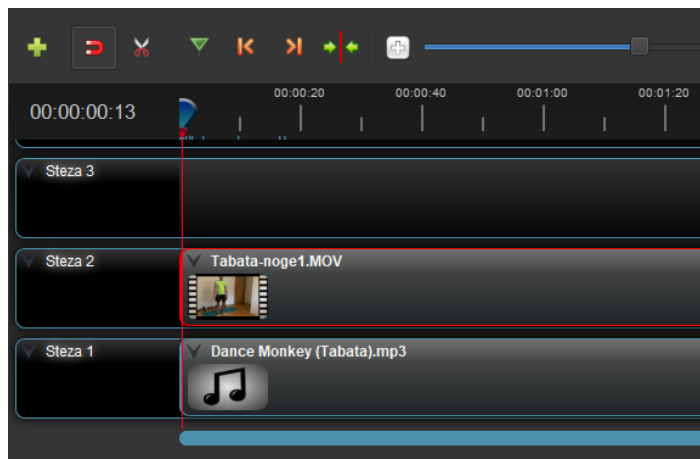 00:00:00:13
00:00:20 00:00:40 00:01:00 00:01:20
Steza 3
Steza 2
Tabata-noge1.MOV
Steza 1
Dance Monkey (Tabata).mp3